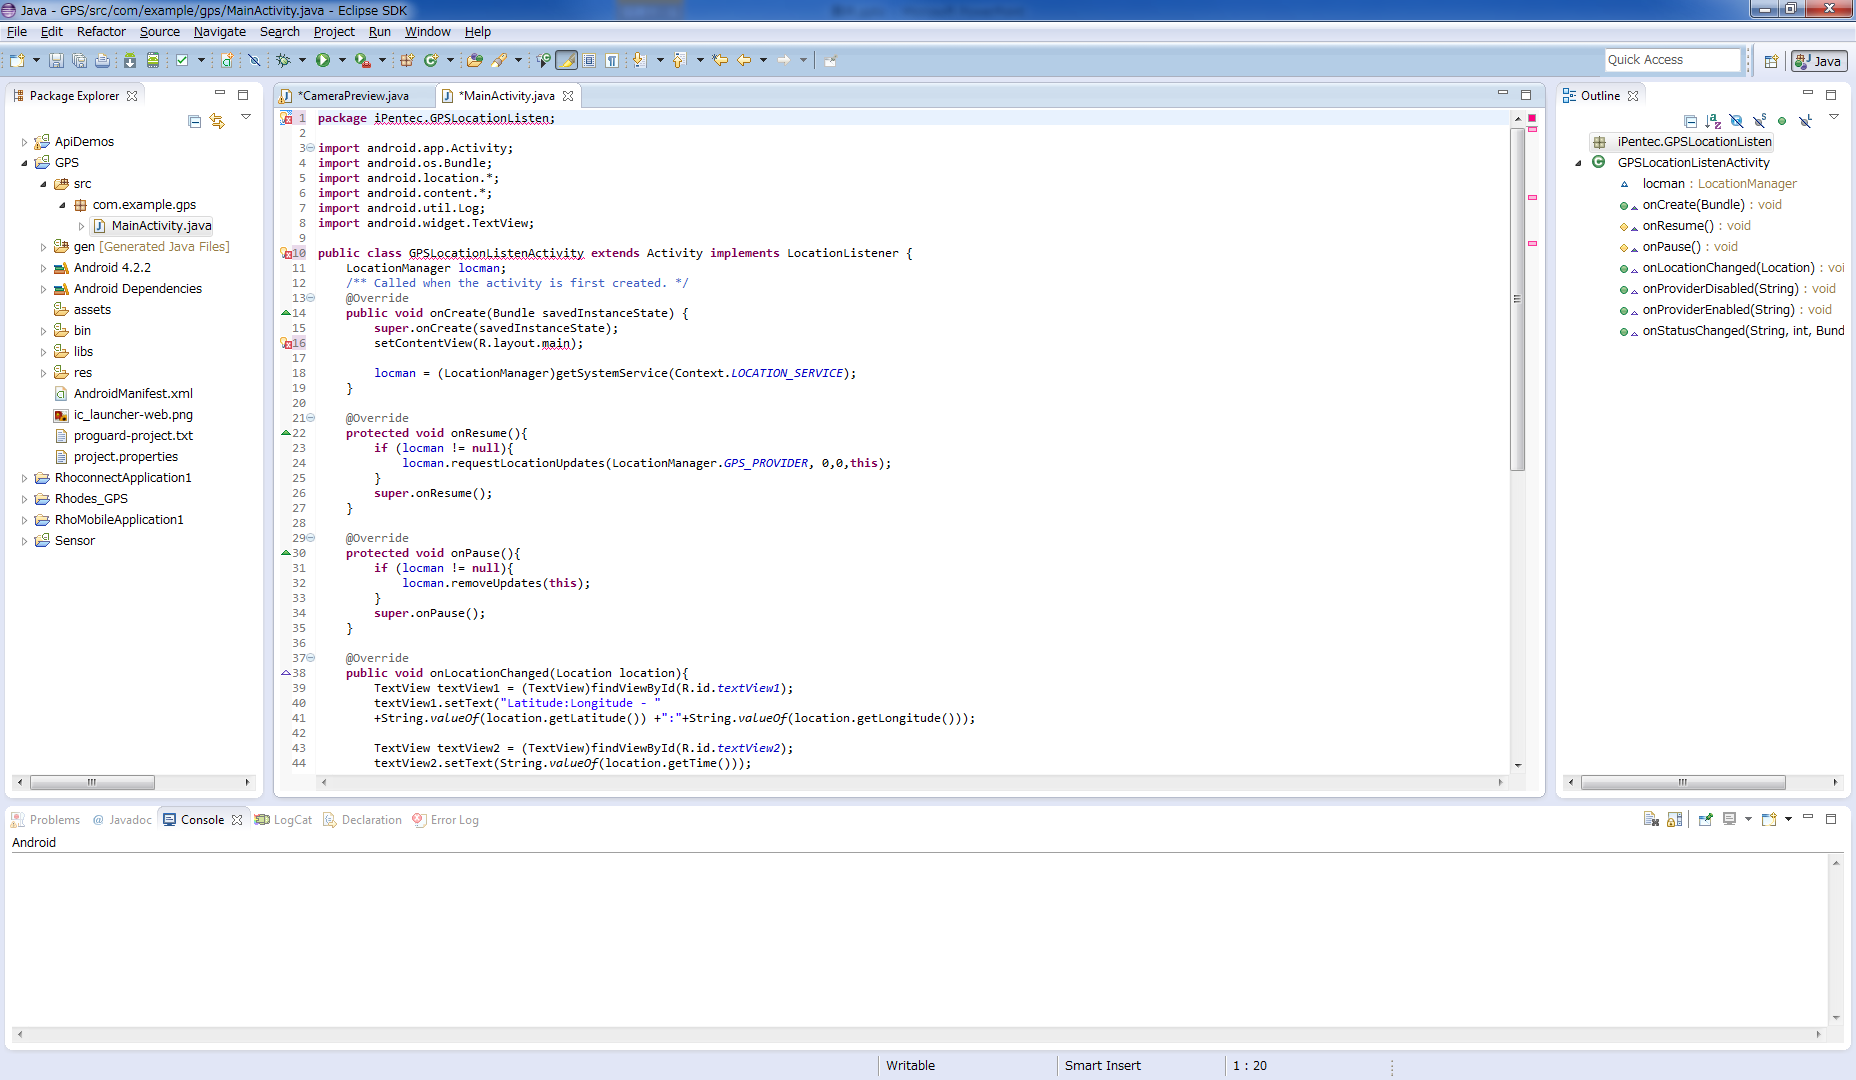 Java - GPS/src/com/example/gps/MainActivity.java - Eclipse SDK
File Edit Refactor Source Navigate Search Project Run Window Help
Quick Access
Java
Package Explorer
ApiDemos
GPS
src
com.example.gps
MainActivity.java
gen [Generated Java Files]
Android 4.2.2
Android Dependencies
assets
bin
libs
res
AndroidManifest.xml
ic_launcher-web.png
proguard-project.txt
project.properties
RhoconnectApplication1
Rhodes_GPS
RhoMobileApplication1
Sensor
*CameraPreview.java
*MainActivity.java
1 package iPentec.GPSLocationListen;
2
3 import android.app.Activity;
4 import android.os.Bundle;
5 import android.location.*;
6 import android.content.*;
7 import android.util.Log;
8 import android.widget.TextView;
9
10 public class GPSLocationListenActivity extends Activity implements LocationListener {
11     LocationManager locman;
12     /** Called when the activity is first created. */
13     @Override
14     public void onCreate(Bundle savedInstanceState) {
15         super.onCreate(savedInstanceState);
16         setContentView(R.layout.main);
17
18         locman = (LocationManager)getSystemService(Context.LOCATION_SERVICE);
19     }
20
21     @Override
22     protected void onResume(){
23         if (locman != null){
24             locman.requestLocationUpdates(LocationManager.GPS_PROVIDER, 0,0,this);
25         }
26         super.onResume();
27     }
28
29     @Override
30     protected void onPause(){
31         if (locman != null){
32             locman.removeUpdates(this);
33         }
34         super.onPause();
35     }
36
37     @Override
38     public void onLocationChanged(Location location){
39         TextView textView1 = (TextView)findViewById(R.id.textView1);
40         textView1.setText("Latitude:Longitude - "
41         +String.valueOf(location.getLatitude()) +":"+String.valueOf(location.getLongitude()));
42
43         TextView textView2 = (TextView)findViewById(R.id.textView2);
44         textView2.setText(String.valueOf(location.getTime()));
Outline
iPentec.GPSLocationListen
GPSLocationListenActivity
locman : LocationManager
onCreate(Bundle) : void
onResume() : void
onPause() : void
onLocationChanged(Location) : voi
onProviderDisabled(String) : void
onProviderEnabled(String) : void
onStatusChanged(String, int, Bund
Problems @ Javadoc Console LogCat Declaration Error Log
Android
Writable Smart Insert 1 : 20